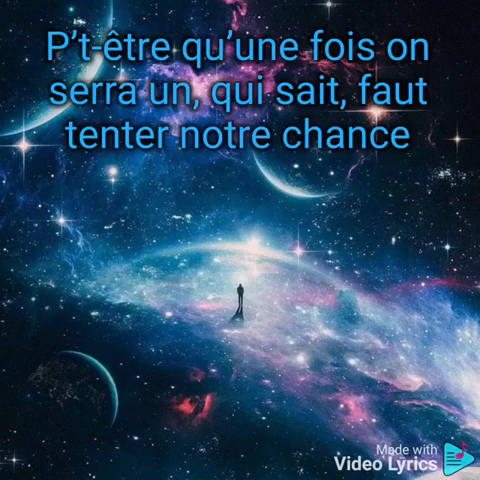 P’t-être qu’une fois on
serra un, qui sait, faut
tenter notre chance
Made with
Video Lyrics